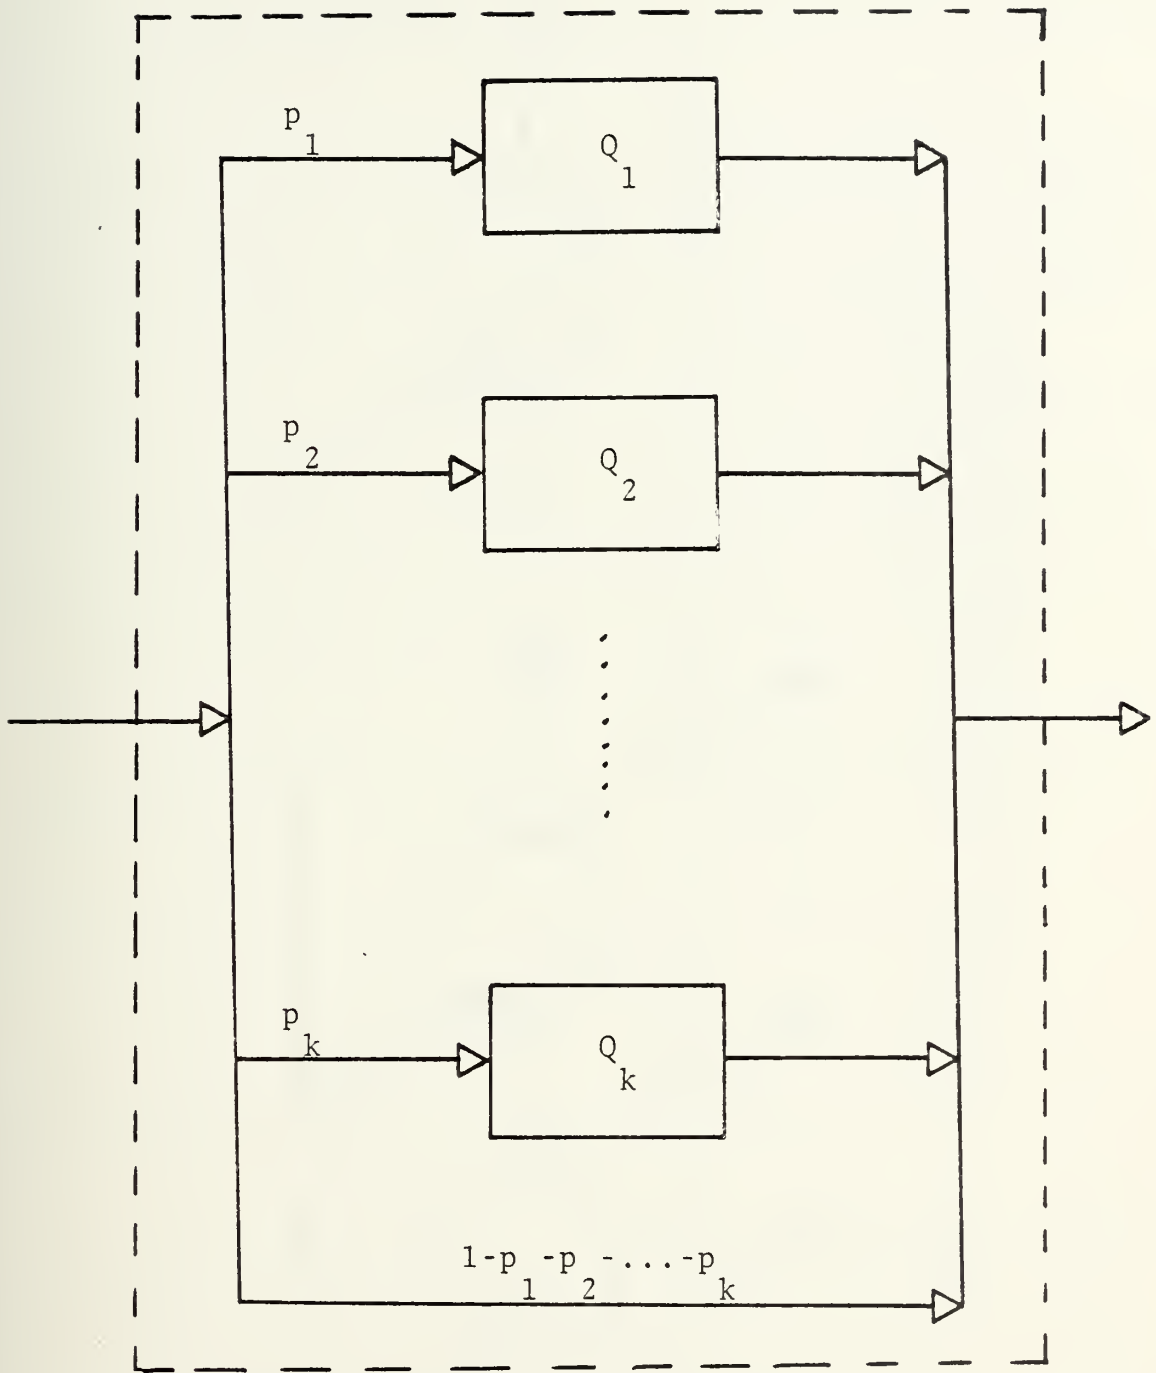 p₁
Q₁
p₂
Q₂
pₖ
Qₖ
1-p₁-p₂-...-pₖ